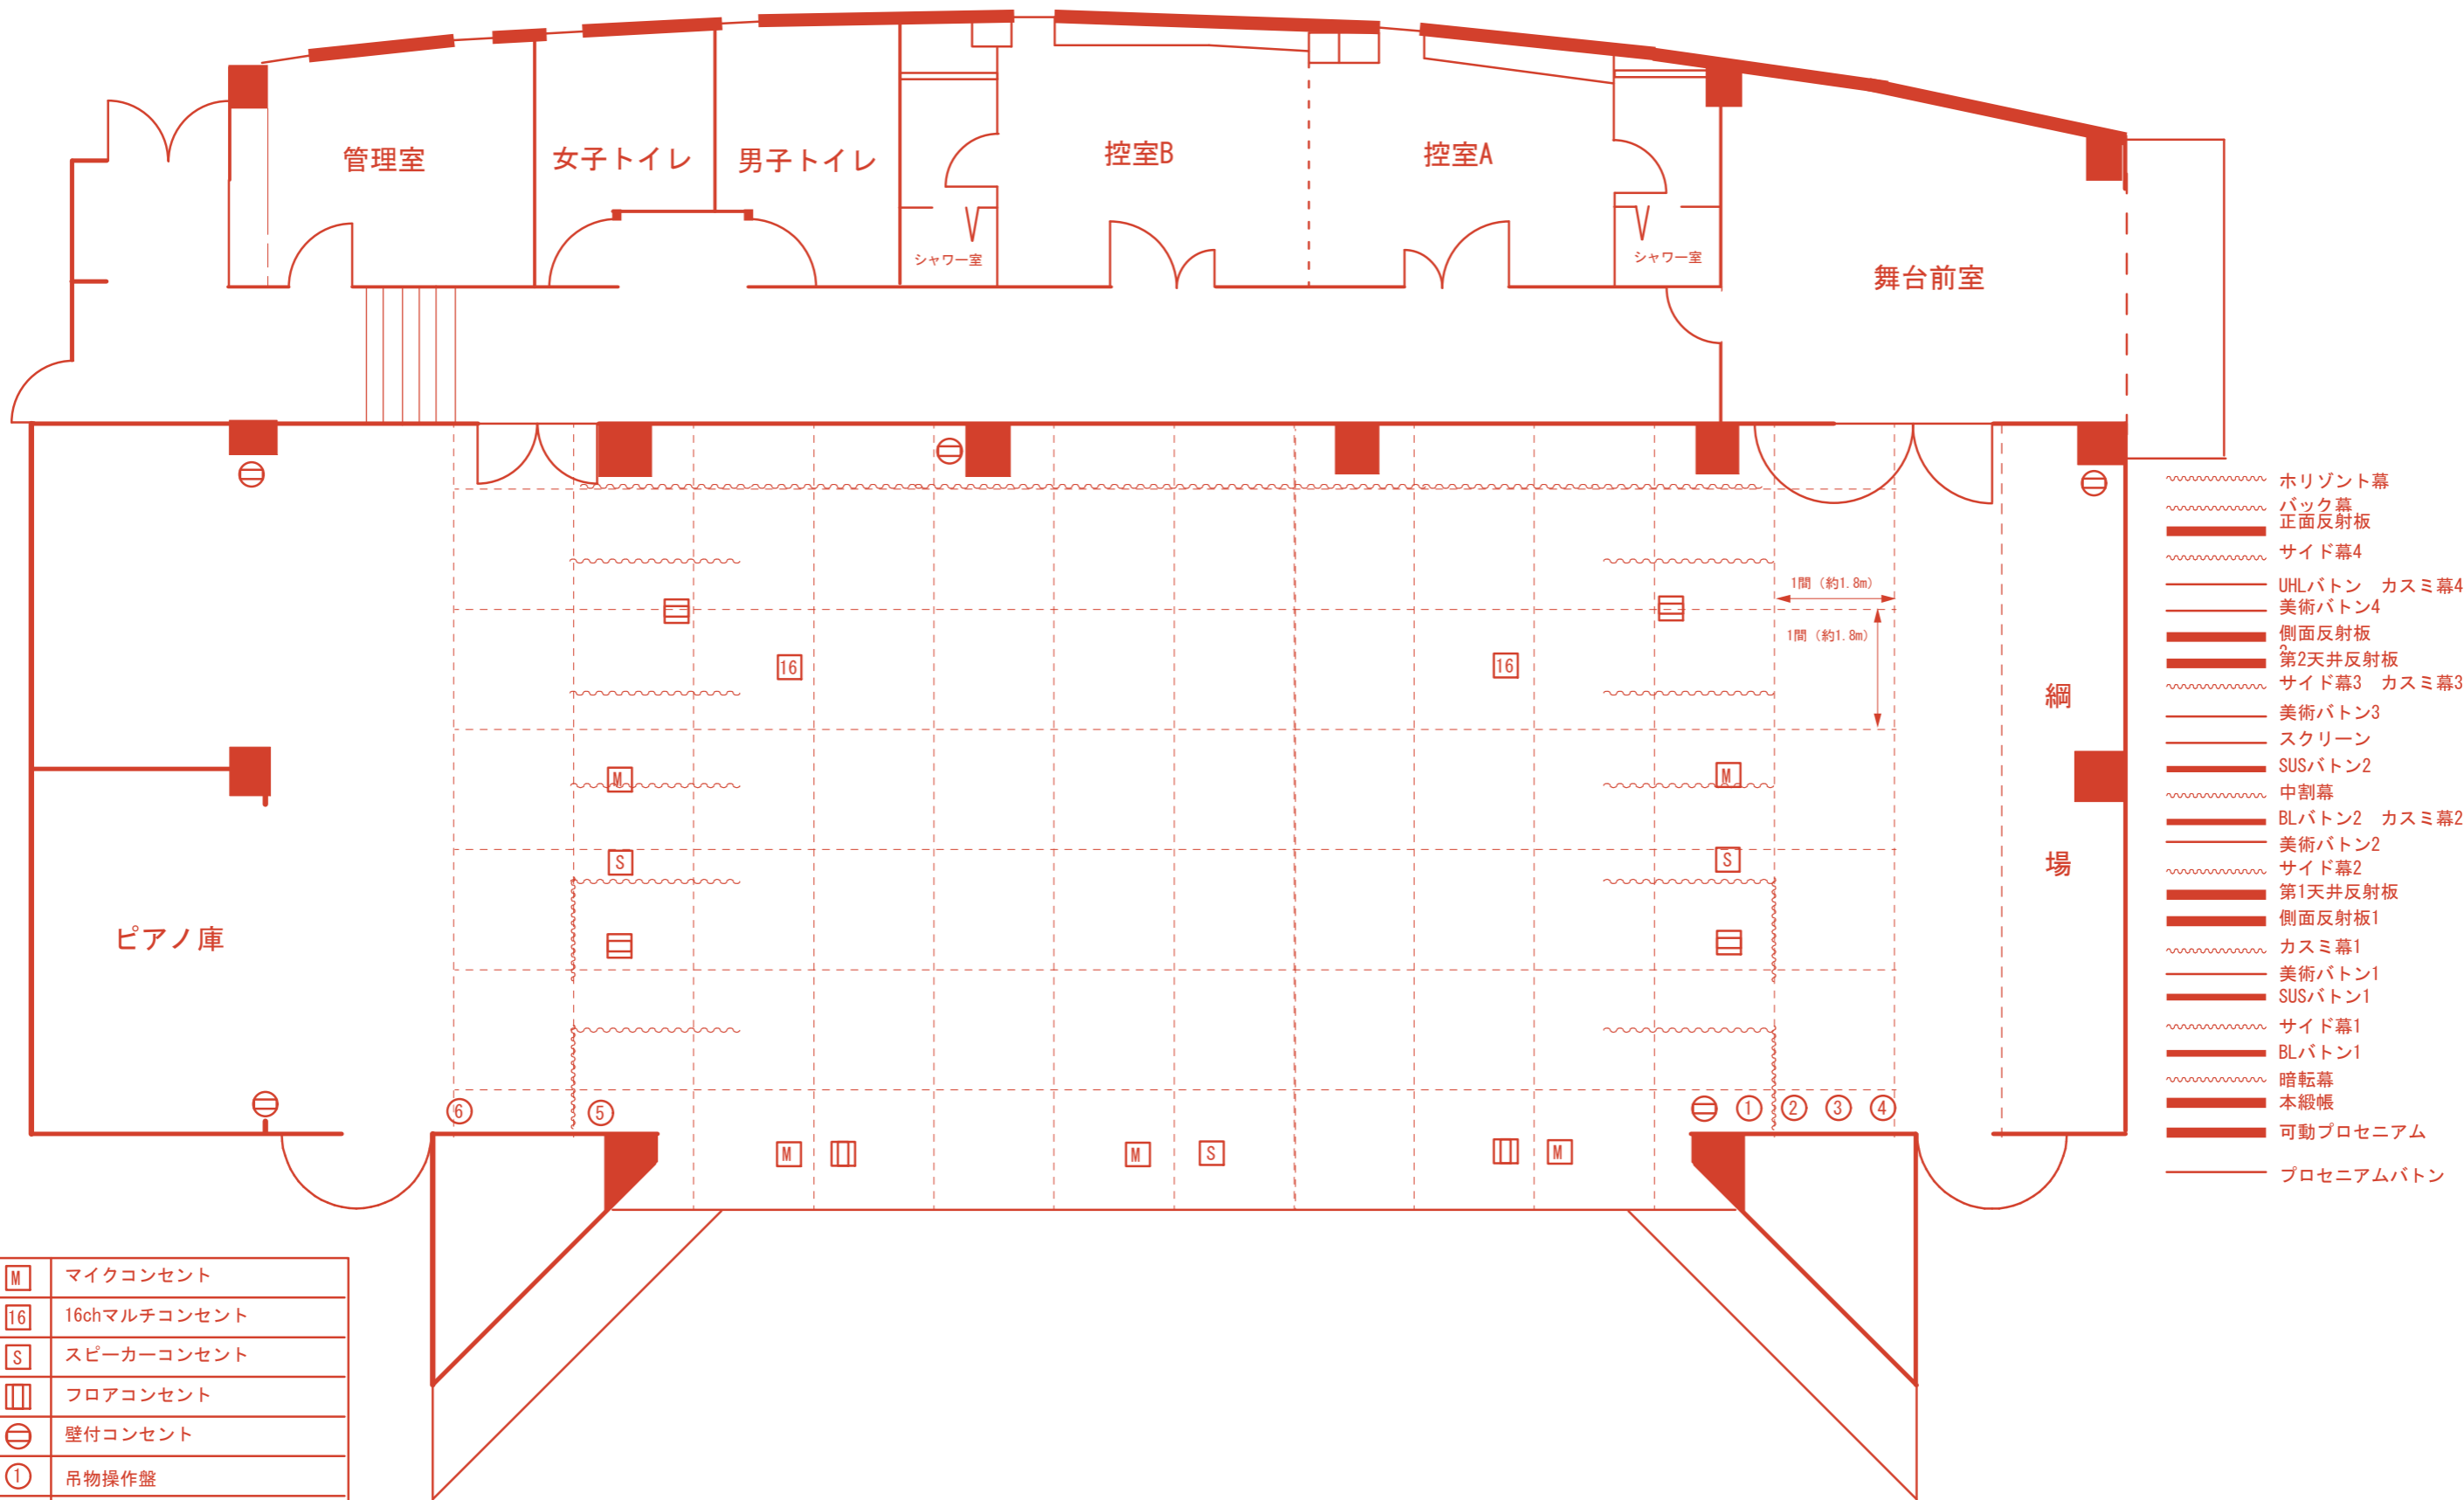 管理室
女子トイレ
男子トイレ
控室B
控室A
シャワー室
シャワー室
舞台前室
ホリゾント幕
バック幕
正面反射板
サイド幕4
1間（約1.8m）
UHLバトン　カスミ幕4
美術バトン4
1間（約1.8m）
側面反射板
第2天井反射板
16
16
サイド幕3　カスミ幕3
綱
場
美術バトン3
スクリーン
SUSバトン2
M
M
中割幕
BLバトン2　カスミ幕2
美術バトン2
S
S
サイド幕2
第1天井反射板
側面反射板1
ピアノ庫
カスミ幕1
美術バトン1
SUSバトン1
サイド幕1
BLバトン1
暗転幕
本緞帳
6
5
1
2
3
4
可動プロセニアム
M
M
S
M
プロセニアムバトン
M マイクコンセント
16 16chマルチコンセント
S スピーカーコンセント
フロアコンセント
壁付コンセント
1 吊物操作盤